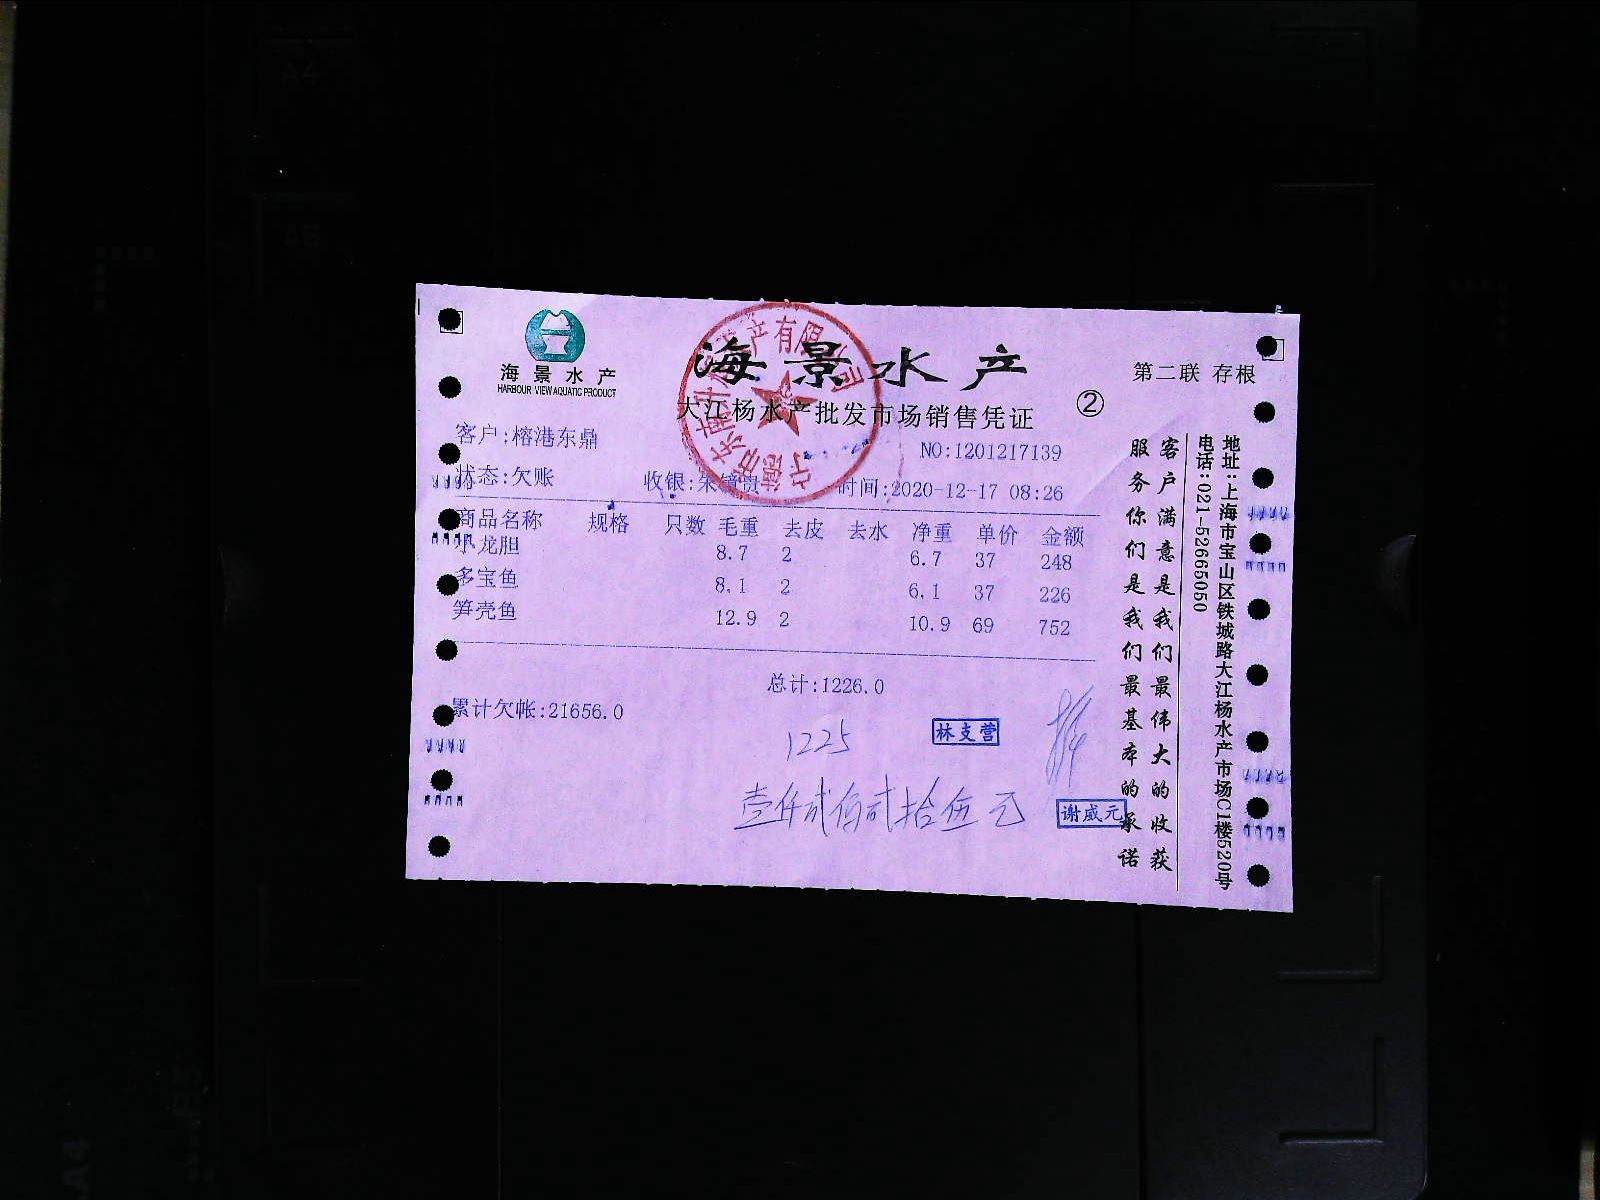 海景水产
HARBOUR VIEW AQUATIC PRODUCT
海景水产
第二联 存根
大江杨水产批发市场销售凭证
②
客户:榕港东鼎
NO:1201217139
状态:欠账
收银:朱镜贵
时间:2020-12-17 08:26
商品名称 规格 只数 毛重 去皮 去水 净重 单价 金额
小龙胆 8.7 2 6.7 37 248
多宝鱼 8.1 2 6.1 37 226
笋壳鱼 12.9 2 10.9 69 752
总计:1226.0
累计欠帐:21656.0
1225
林支营
壹仟贰佰贰拾伍元
谢威元
客户满意是我们最伟大的收获
服务你们是我们最基本的承诺
地址:上海市宝山区铁城路大江杨水产市场C1楼520号
电话:021-52665050